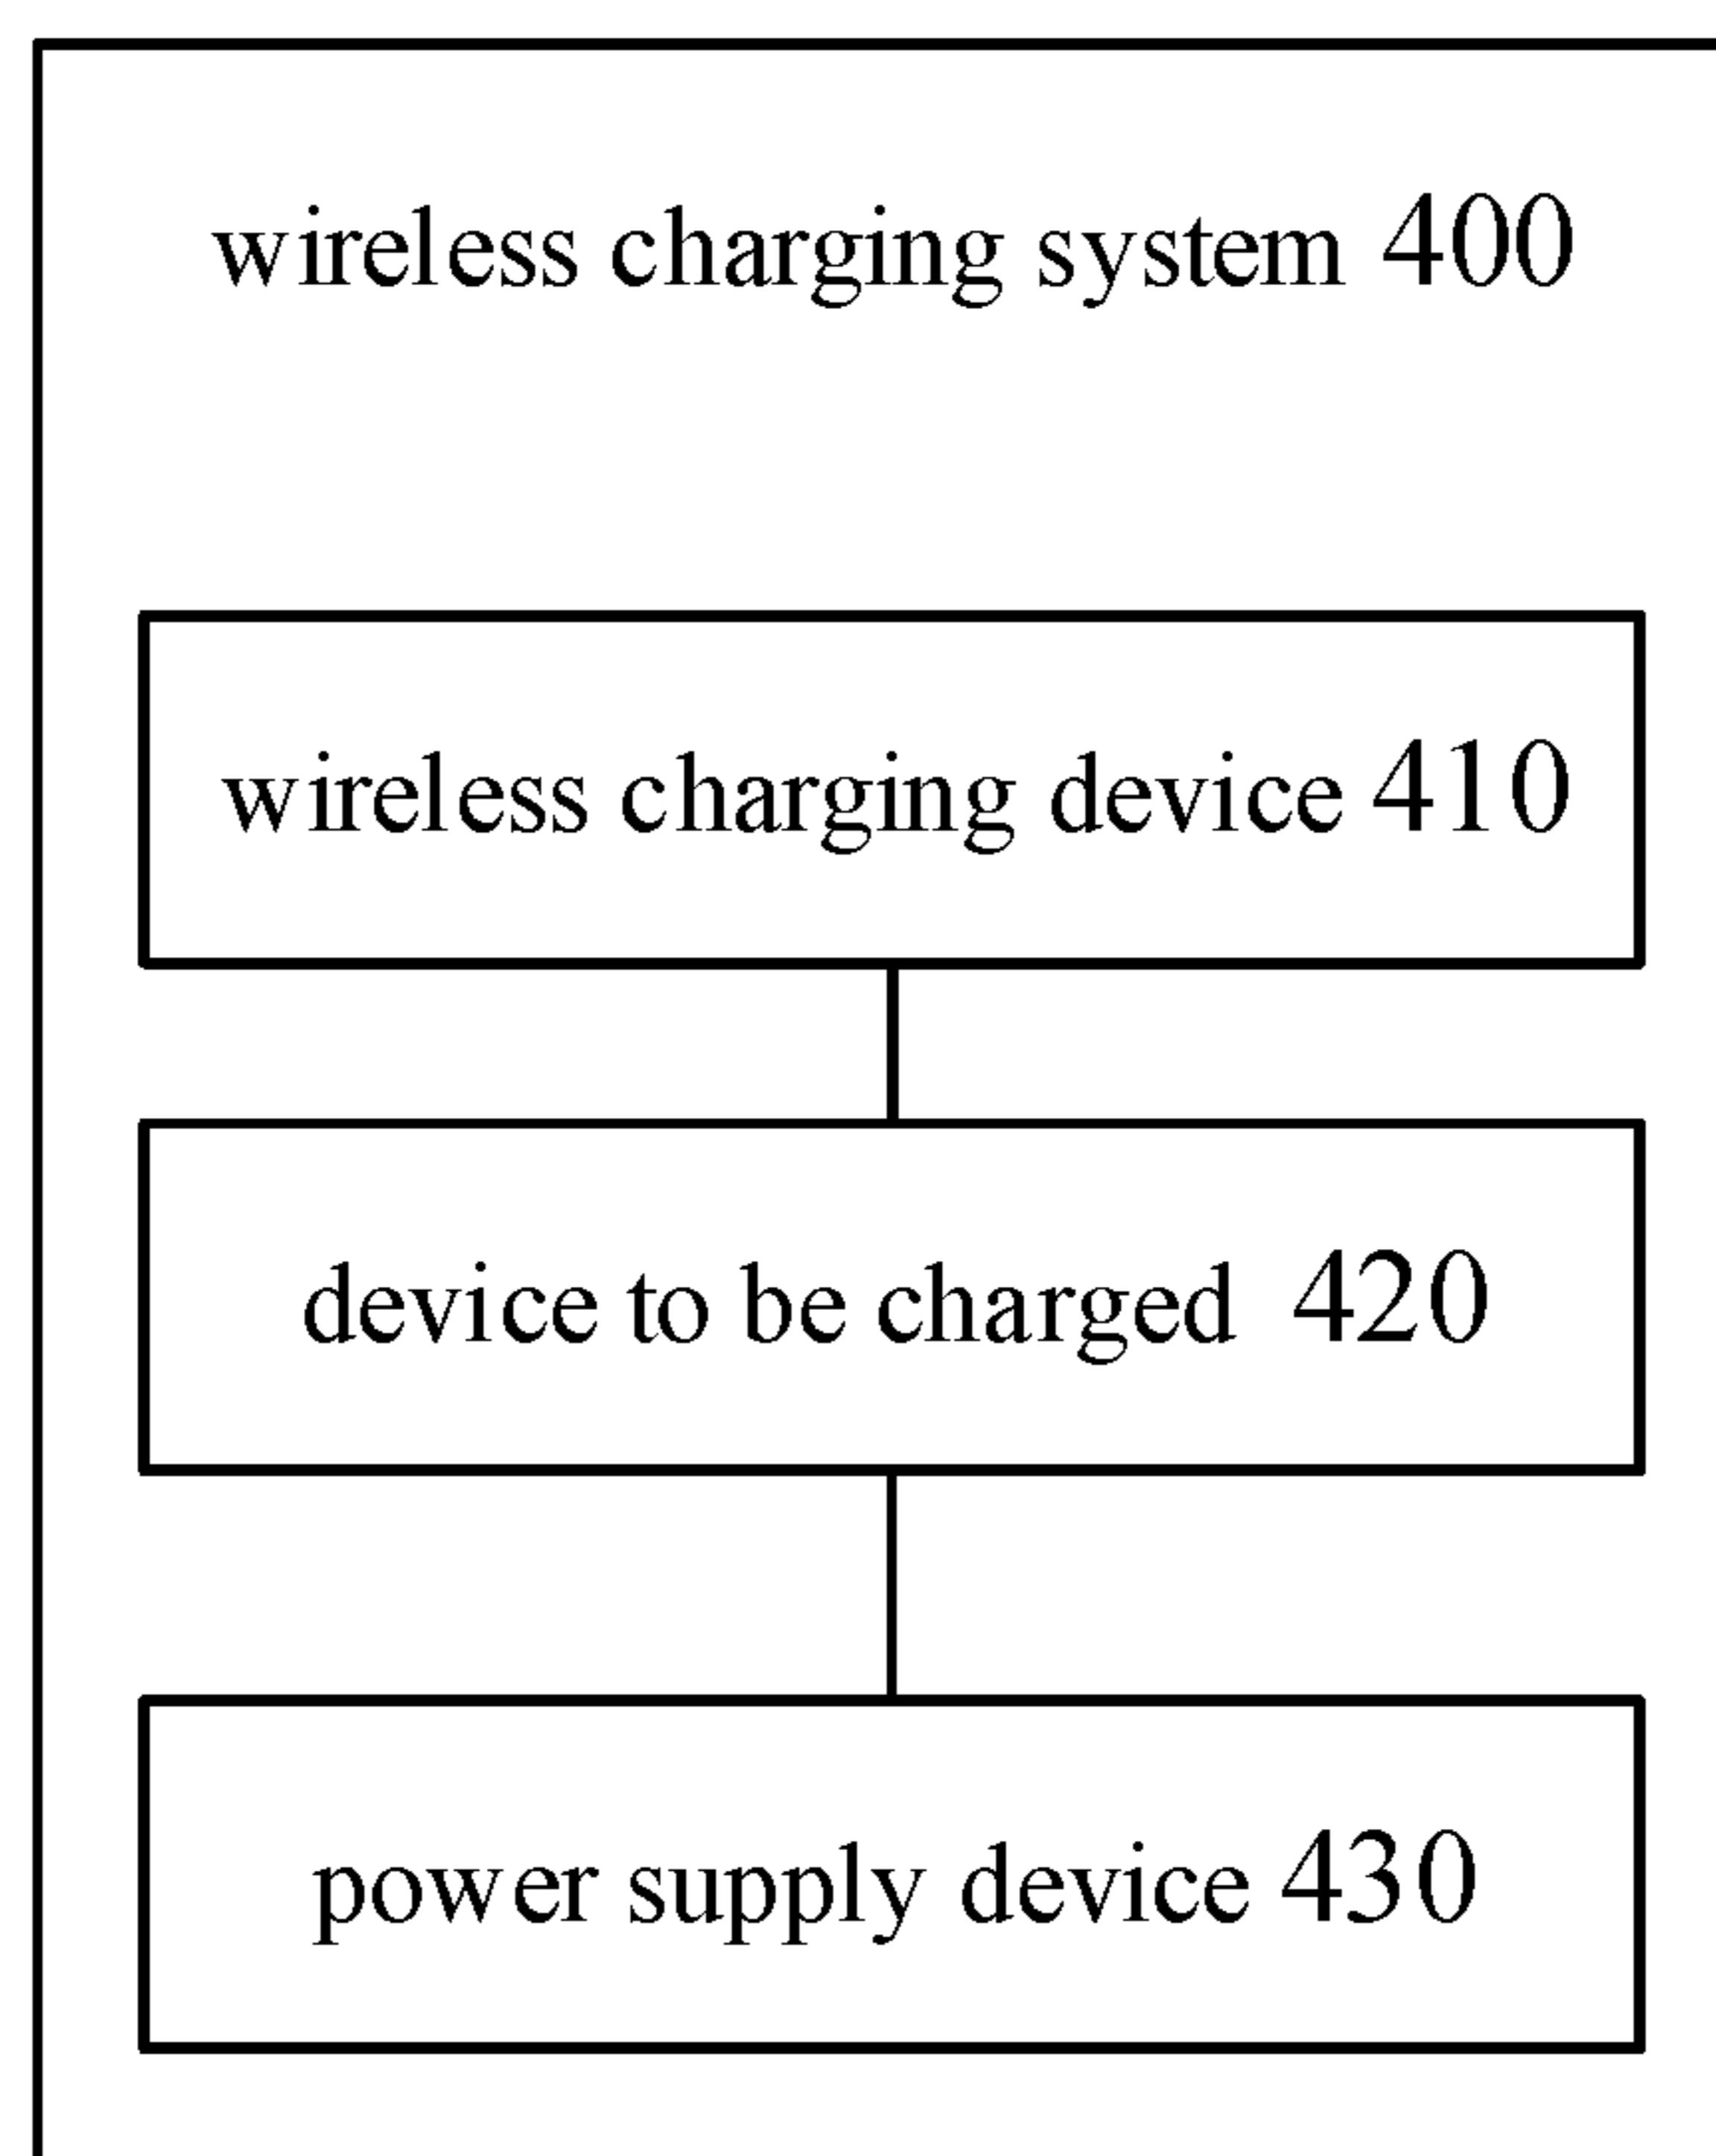 wireless charging system 400
wireless charging device 410
device to be charged 420
power supply device 430